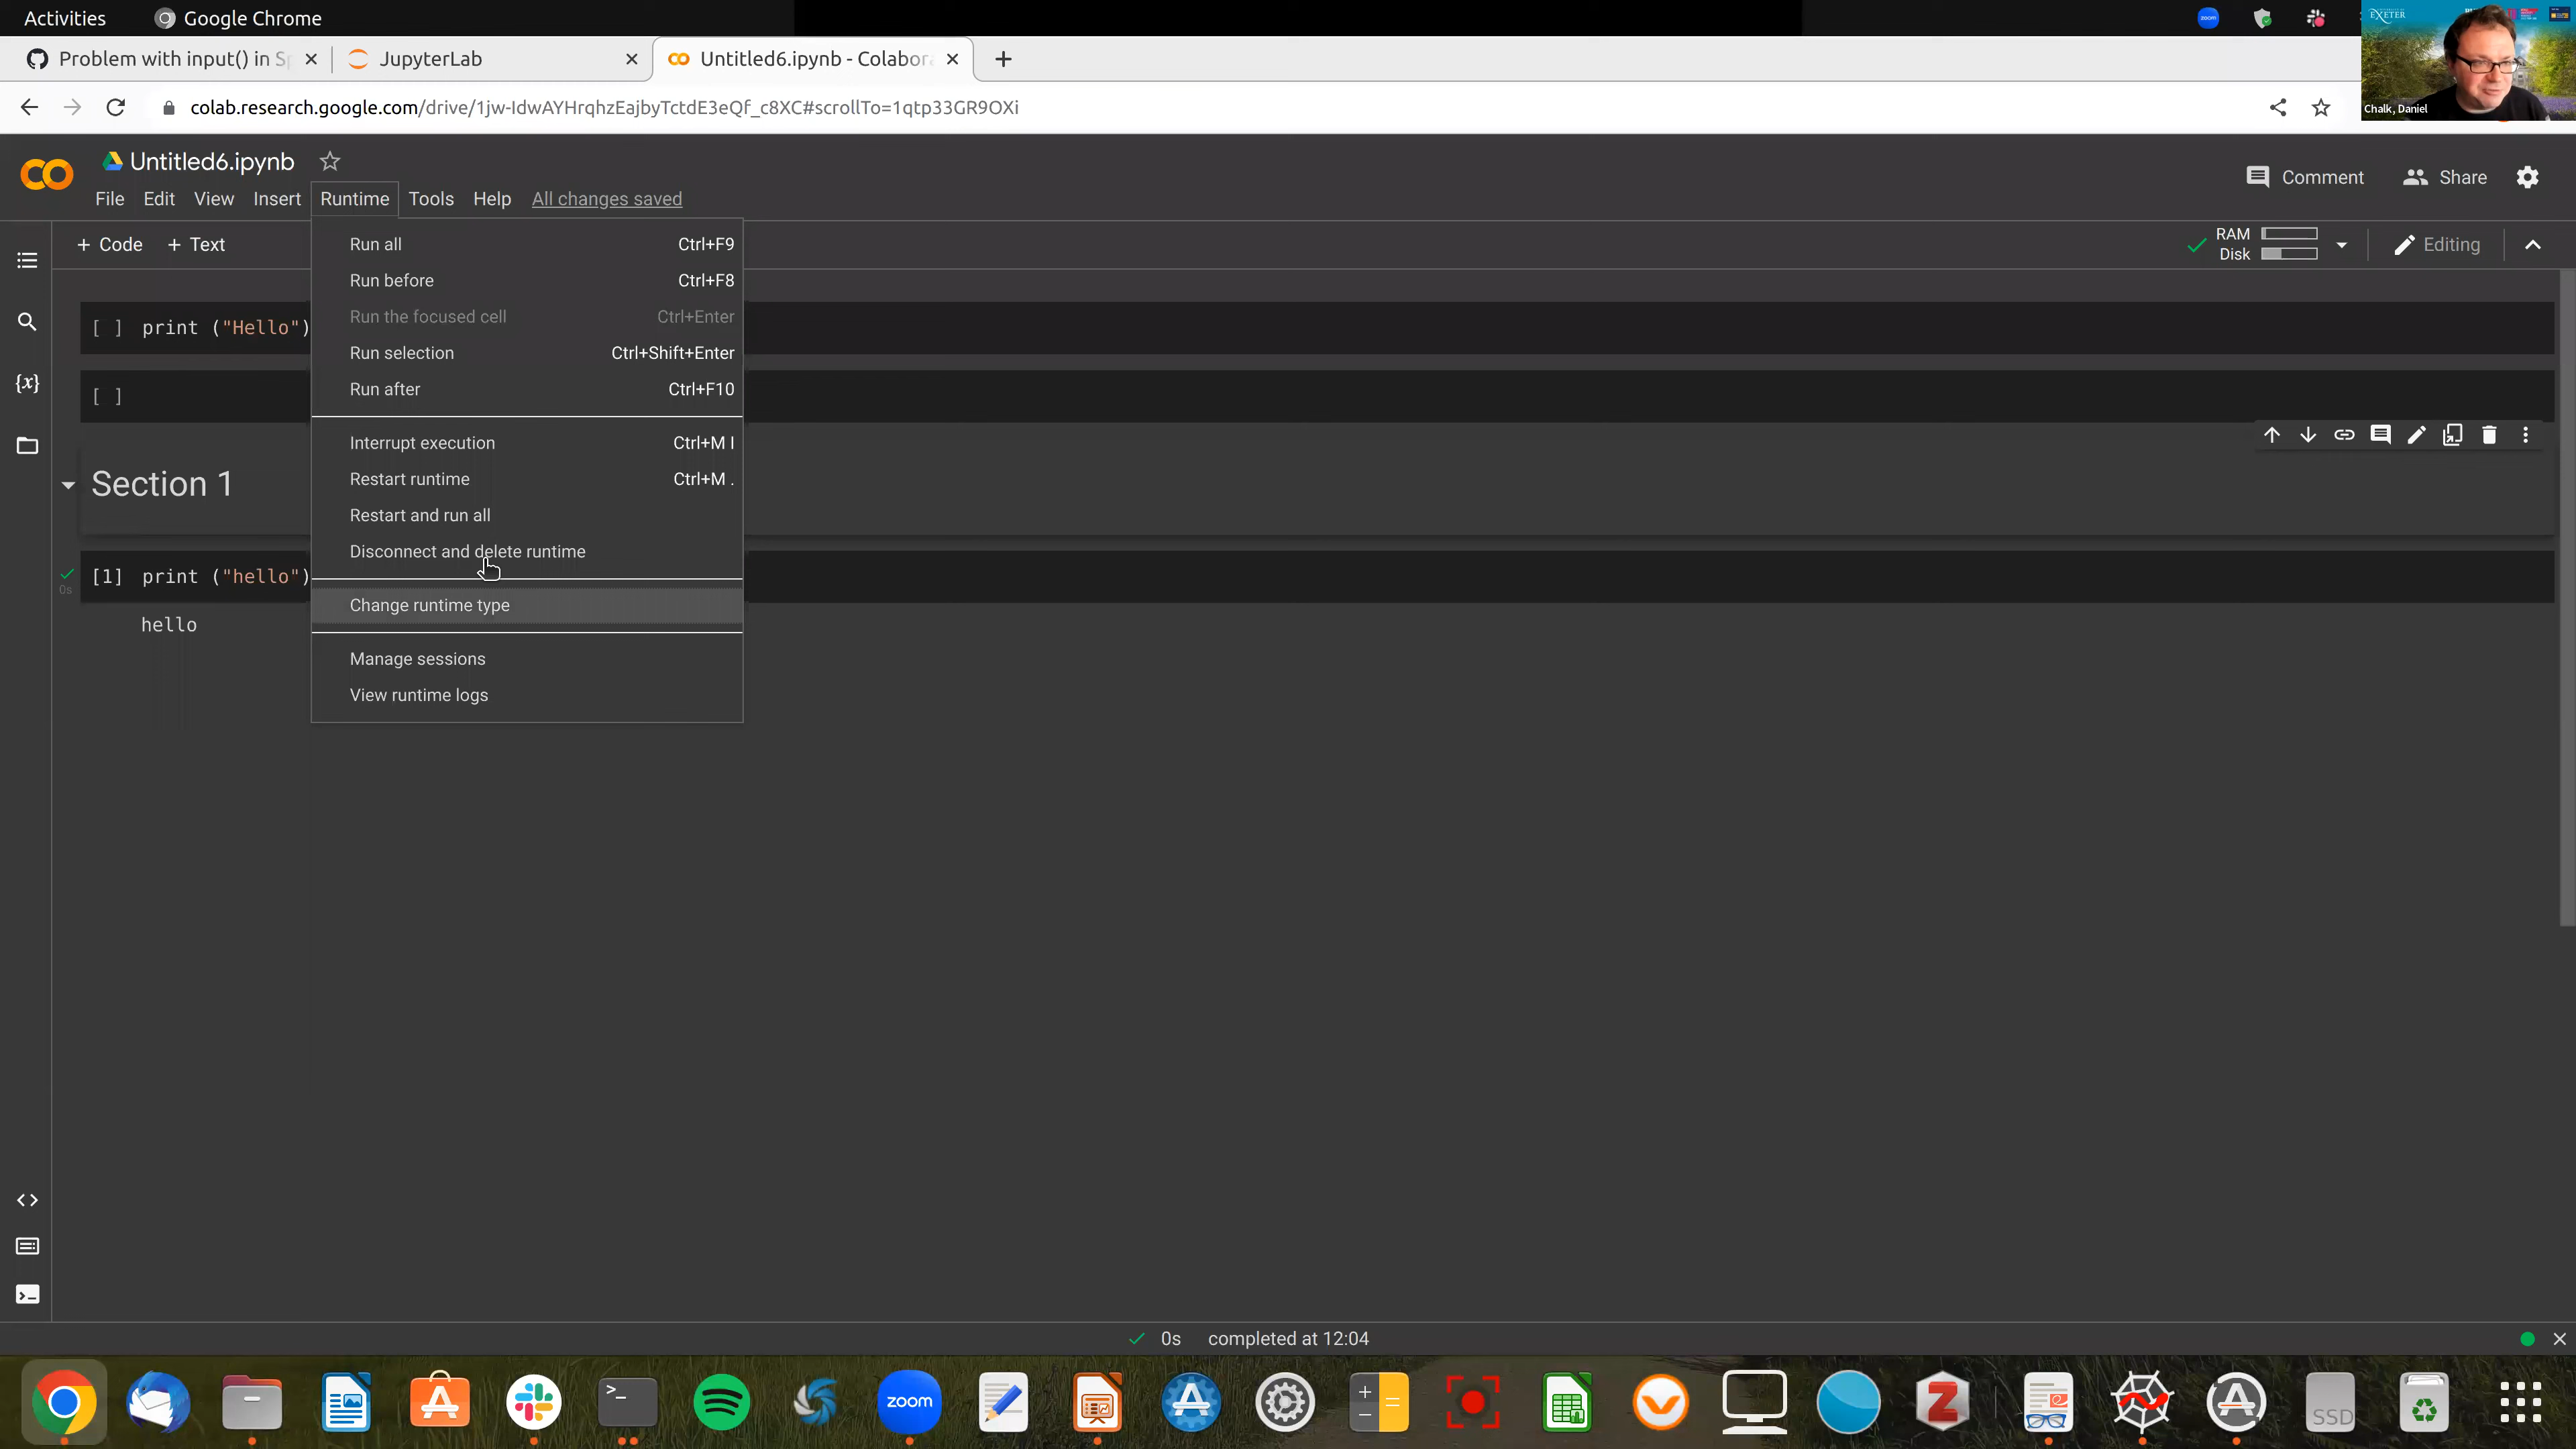 Activities
Google Chrome
zoom
Problem with input() in Sp
JupyterLab
Untitled6.ipynb - Colabora
colab.research.google.com/drive/1jw-IdwAYHrqhzEajbyTctdE3eQf_c8XC#scrollTo=1qtp33GR9OXi
EXETER
Chalk, Daniel
Untitled6.ipynb
Comment
Share
File Edit View Insert Runtime Tools Help All changes saved
+ Code + Text
RAM
Disk
Editing
Run all Ctrl+F9
Run before Ctrl+F8
Run the focused cell Ctrl+Enter
Run selection Ctrl+Shift+Enter
Run after Ctrl+F10
Interrupt execution Ctrl+M I
Restart runtime Ctrl+M .
Restart and run all
Disconnect and delete runtime
Change runtime type
Manage sessions
View runtime logs
[ ] print ("Hello")
[ ]
{x}
Section 1
[1] print ("hello")
0s
hello
0s completed at 12:04
zoom
SSD